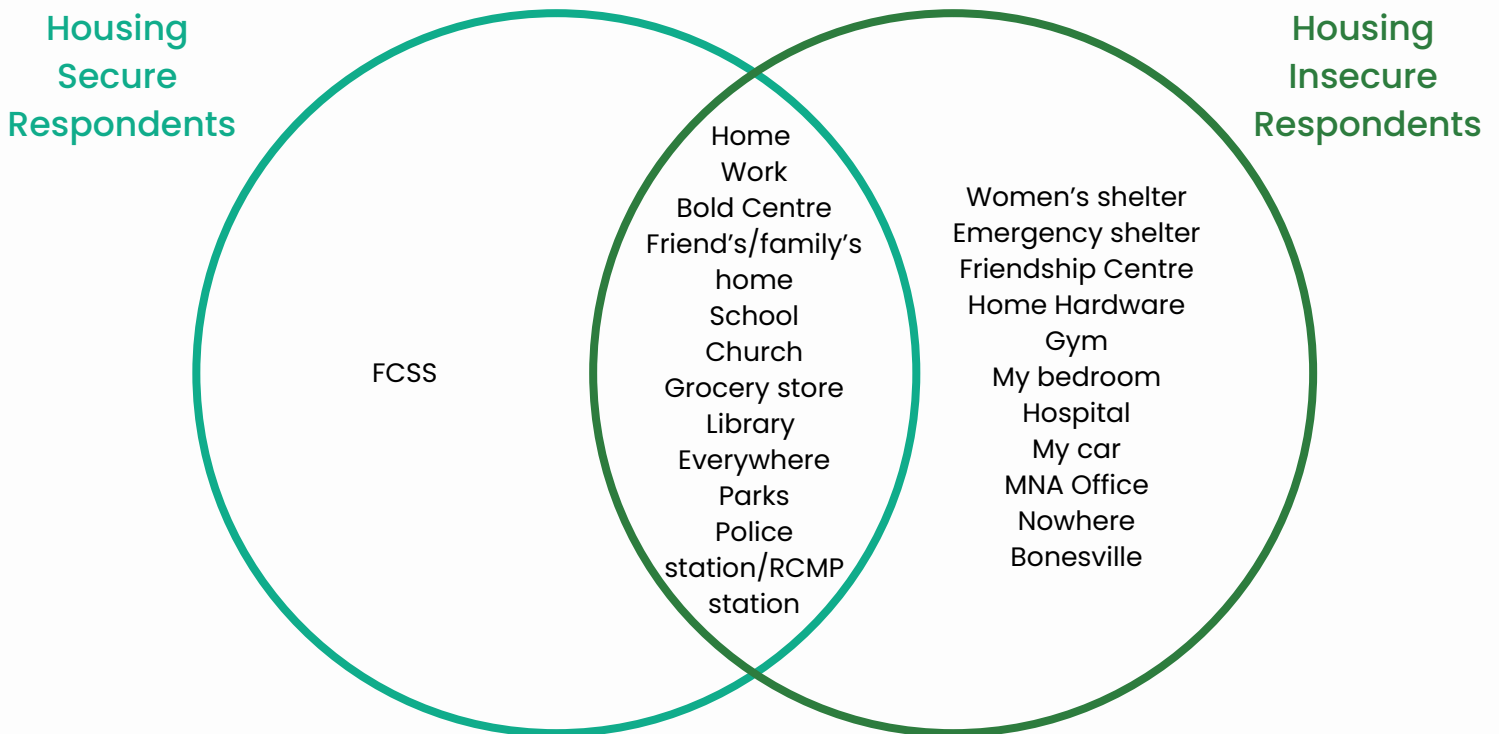 Housing
Secure
Respondents
Housing
Insecure
Respondents
FCSS
Home
Work
Bold Centre
Friend’s/family’s
home
School
Church
Grocery store
Library
Everywhere
Parks
Police
station/RCMP
station
Women’s shelter
Emergency shelter
Friendship Centre
Home Hardware
Gym
My bedroom
Hospital
My car
MNA Office
Nowhere
Bonesville